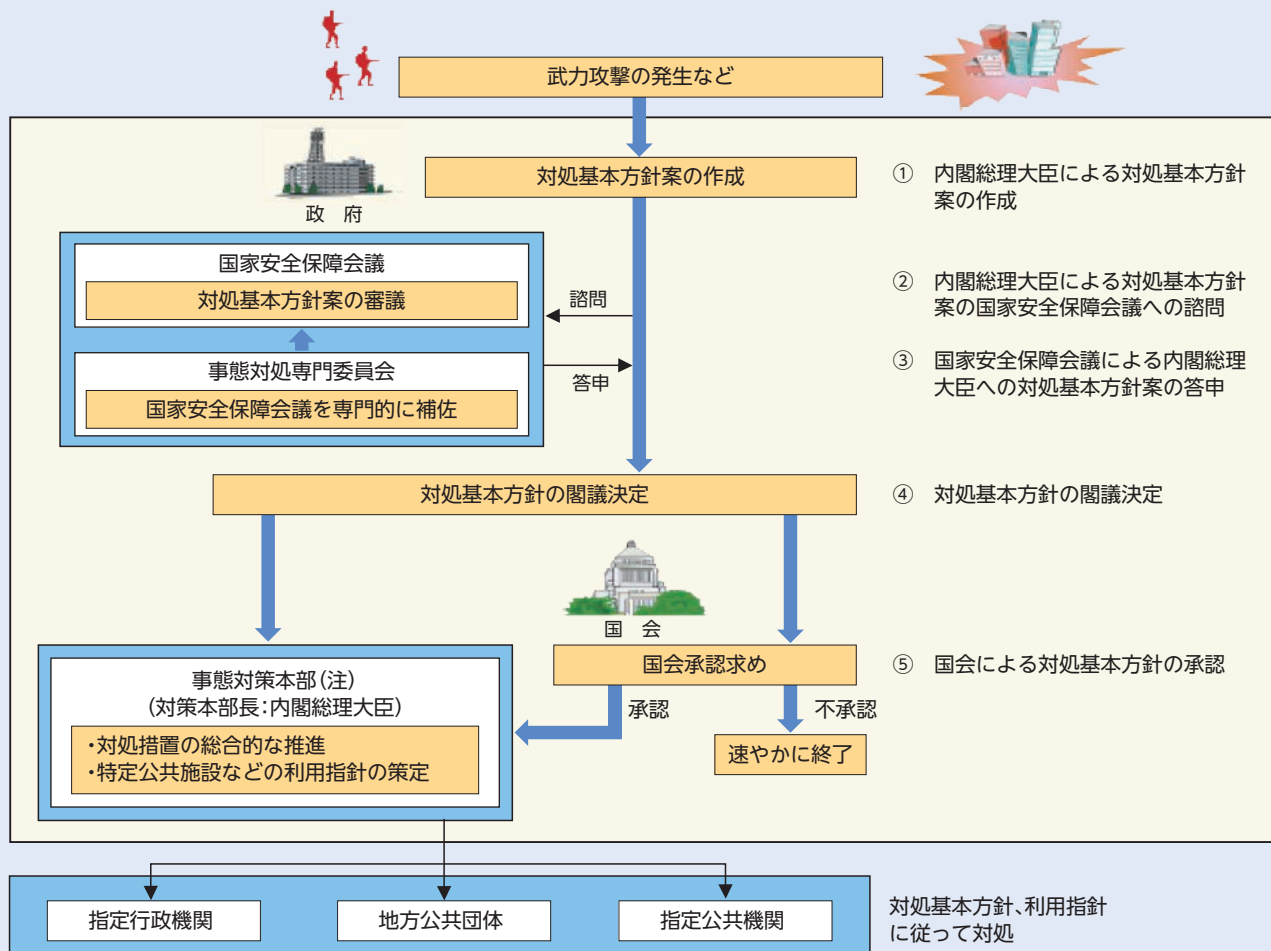 武力攻撃の発生など
政　府
対処基本方針案の作成
① 内閣総理大臣による対処基本方針
案の作成
国家安全保障会議
対処基本方針案の審議
諮問
② 内閣総理大臣による対処基本方針
案の国家安全保障会議への諮問
事態対処専門委員会
国家安全保障会議を専門的に補佐
答申
③ 国家安全保障会議による内閣総理
大臣への対処基本方針案の答申
対処基本方針の閣議決定
④ 対処基本方針の閣議決定
国　会
国会承認求め
⑤ 国会による対処基本方針の承認
承認
不承認
速やかに終了
事態対策本部(注)
(対策本部長:内閣総理大臣)
・対処措置の総合的な推進
・特定公共施設などの利用指針の策定
指定行政機関
地方公共団体
指定公共機関
対処基本方針、利用指針
に従って対処